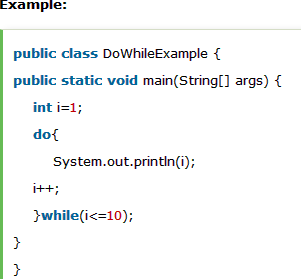 Example:
public class DoWhileExample {
public static void main(String[] args) {
int i=1;
do{
System.out.println(i);
i++;
}while(i<=10);
}
}